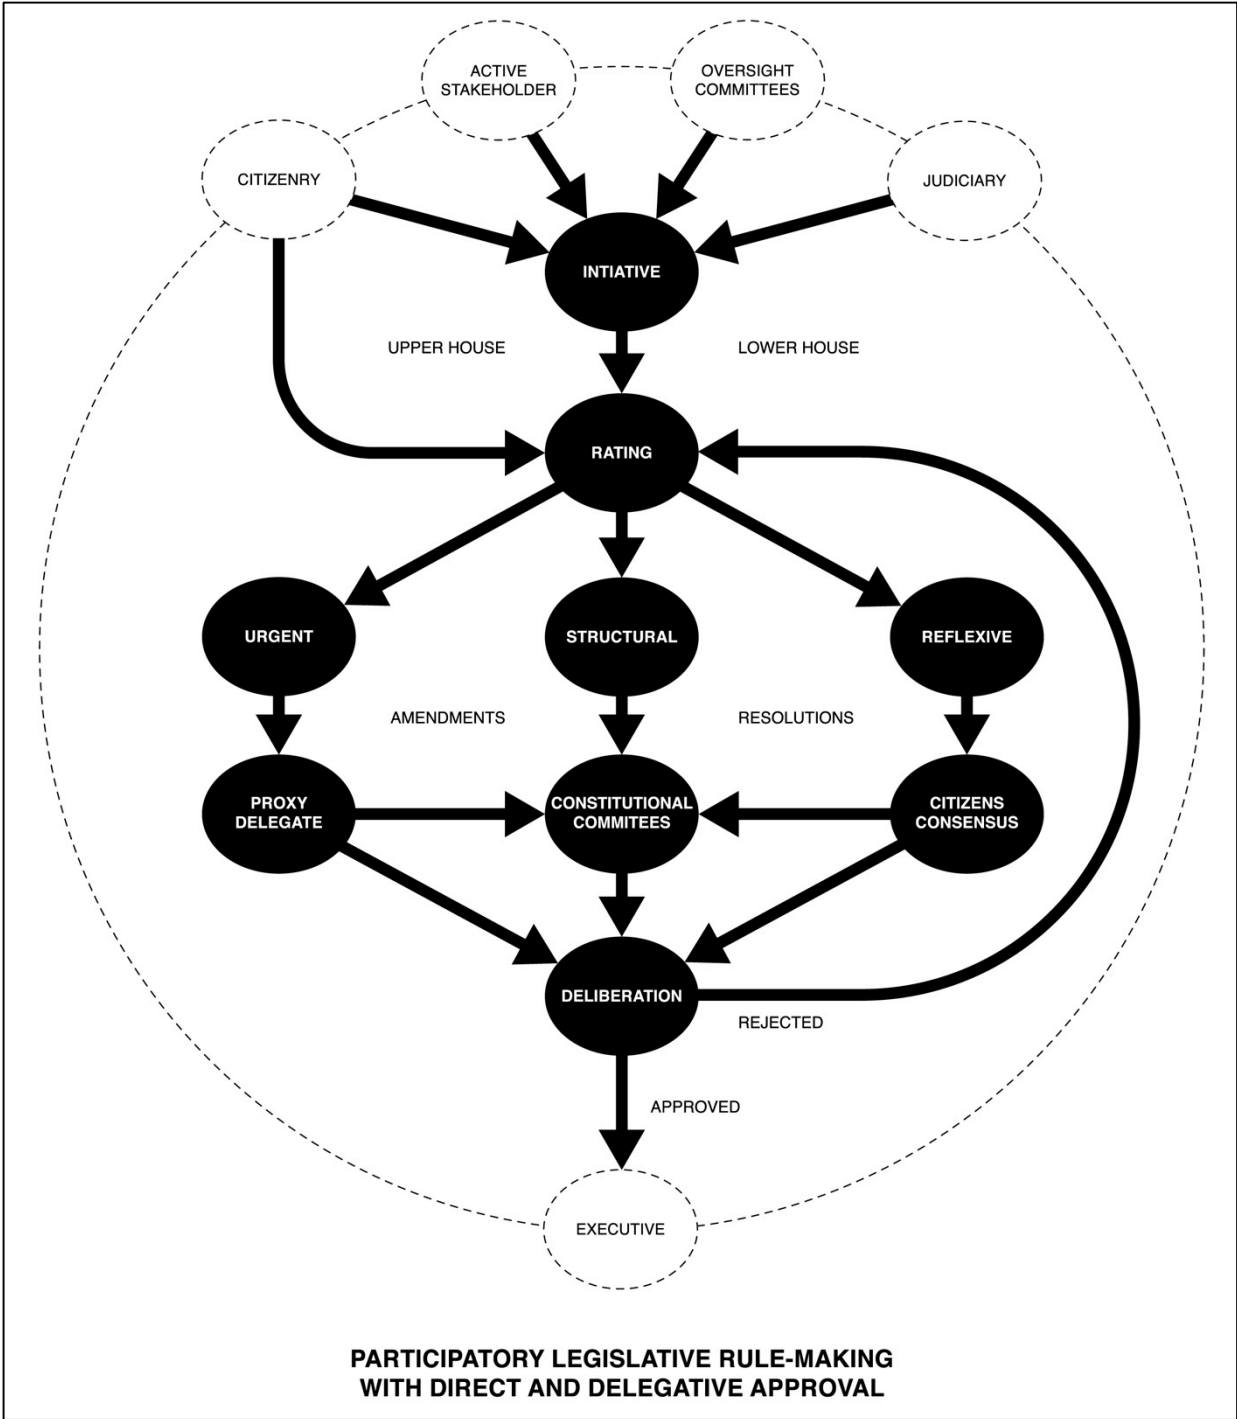 ACTIVE
STAKEHOLDER
OVERSIGHT
COMMITTEES
CITIZENRY
JUDICIARY
INTIATIVE
UPPER HOUSE
LOWER HOUSE
RATING
URGENT
STRUCTURAL
REFLEXIVE
AMENDMENTS
RESOLUTIONS
PROXY
DELEGATE
CONSTITUTIONAL
COMMITEES
CITIZENS
CONSENSUS
DELIBERATION
REJECTED
APPROVED
EXECUTIVE
PARTICIPATORY LEGISLATIVE RULE-MAKING
WITH DIRECT AND DELEGATIVE APPROVAL